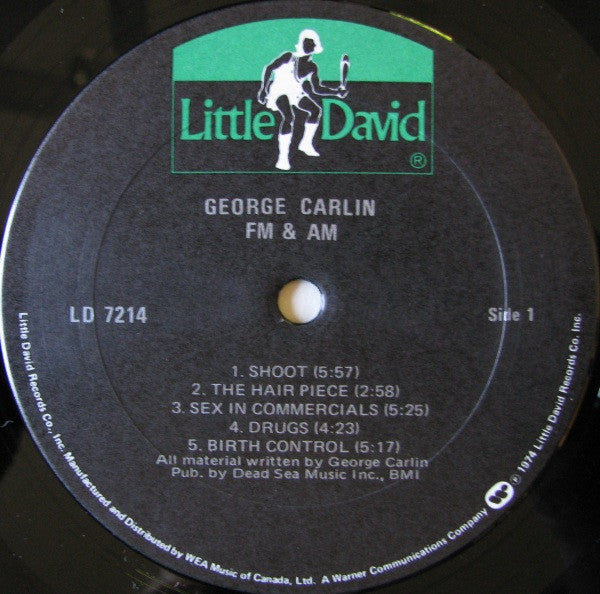 Little David ®
GEORGE CARLIN
FM & AM
LD 7214
Side 1
1. SHOOT (5:57)
2. THE HAIR PIECE (2:58)
3. SEX IN COMMERCIALS (5:25)
4. DRUGS (4:23)
5. BIRTH CONTROL (5:17)
All material written by George Carlin
Pub. by Dead Sea Music Inc., BMI
Little David Records Co., Inc. Manufactured and Distributed by WEA Music of Canada, Ltd. A Warner Communications Company
℗ 1974 Little David Records Co. Inc.